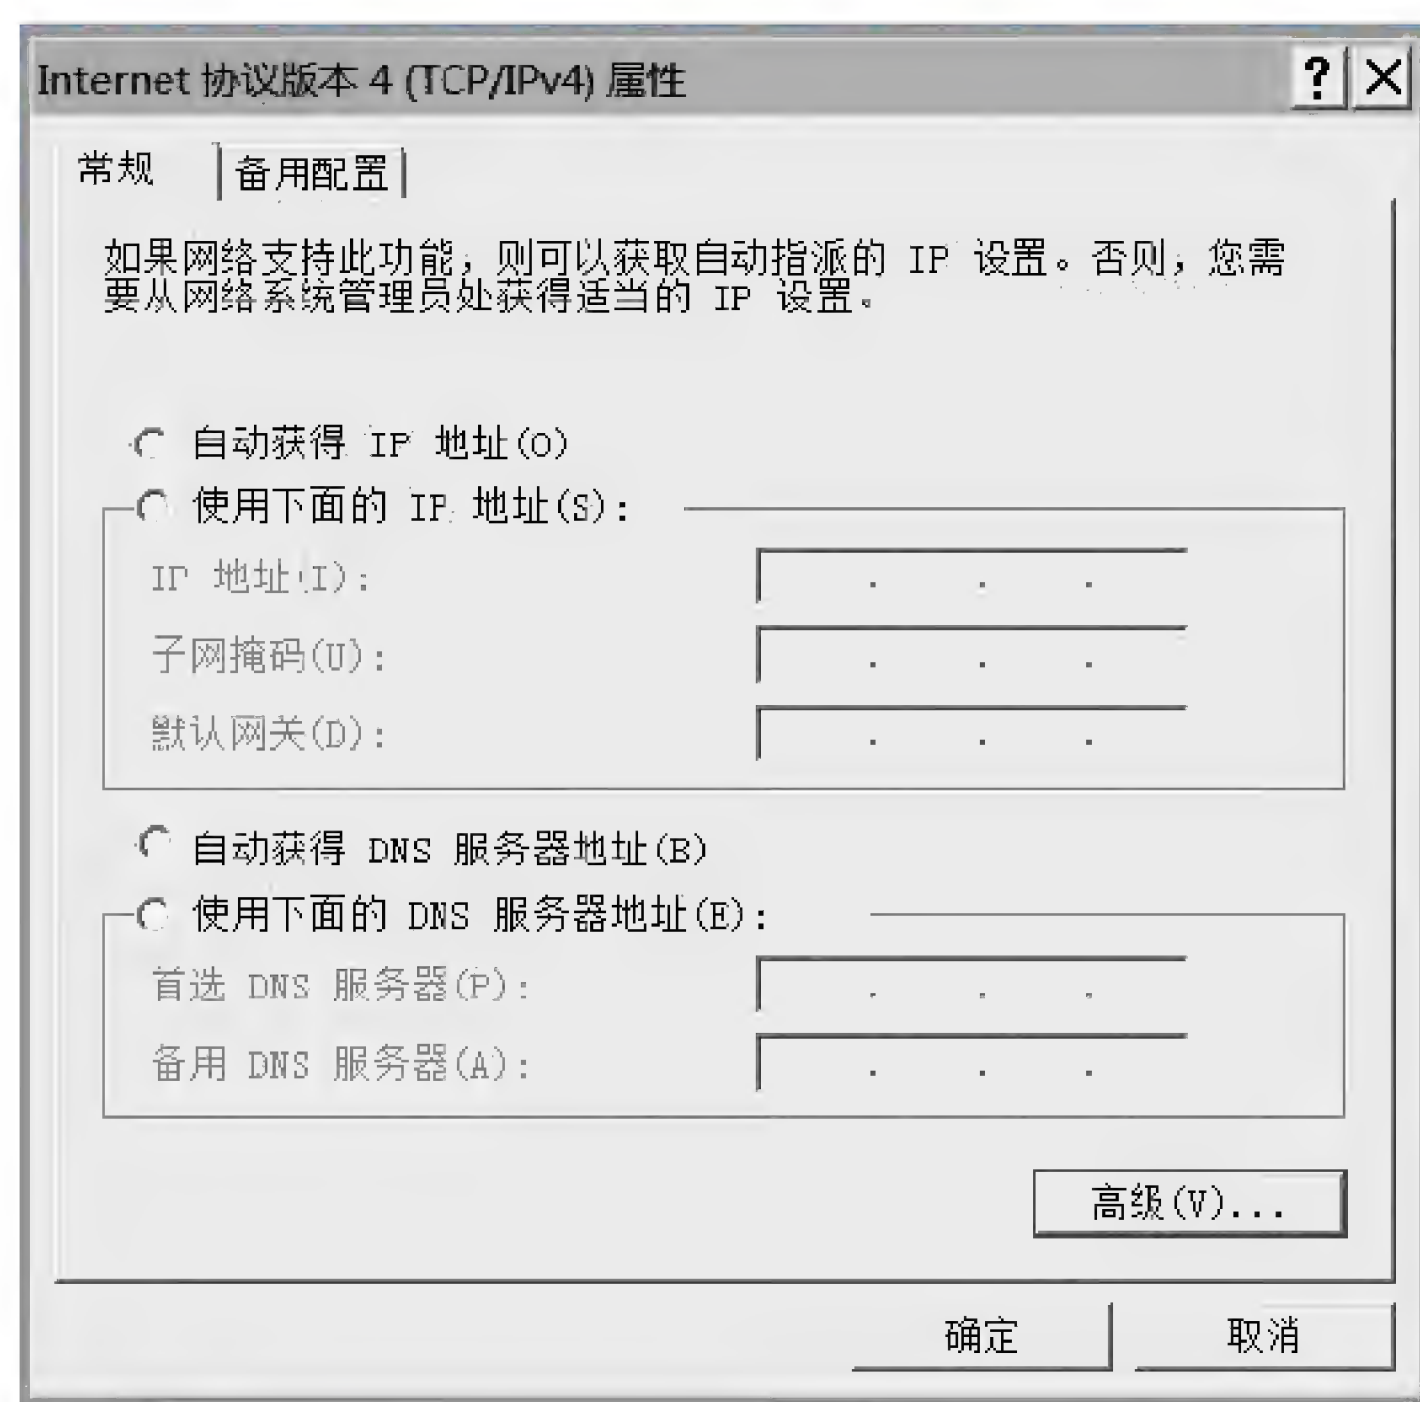 Internet 协议版本 4 (TCP/IPv4) 属性
常规 备用配置
如果网络支持此功能，则可以获取自动指派的 IP 设置。否则，您需
要从网络系统管理员处获得适当的 IP 设置。
自动获得 IP 地址(O)
使用下面的 IP 地址(S):
IP 地址(I):
子网掩码(U):
默认网关(D):
自动获得 DNS 服务器地址(B)
使用下面的 DNS 服务器地址(E):
首选 DNS 服务器(P):
备用 DNS 服务器(A):
高级(V)...
确定 取消